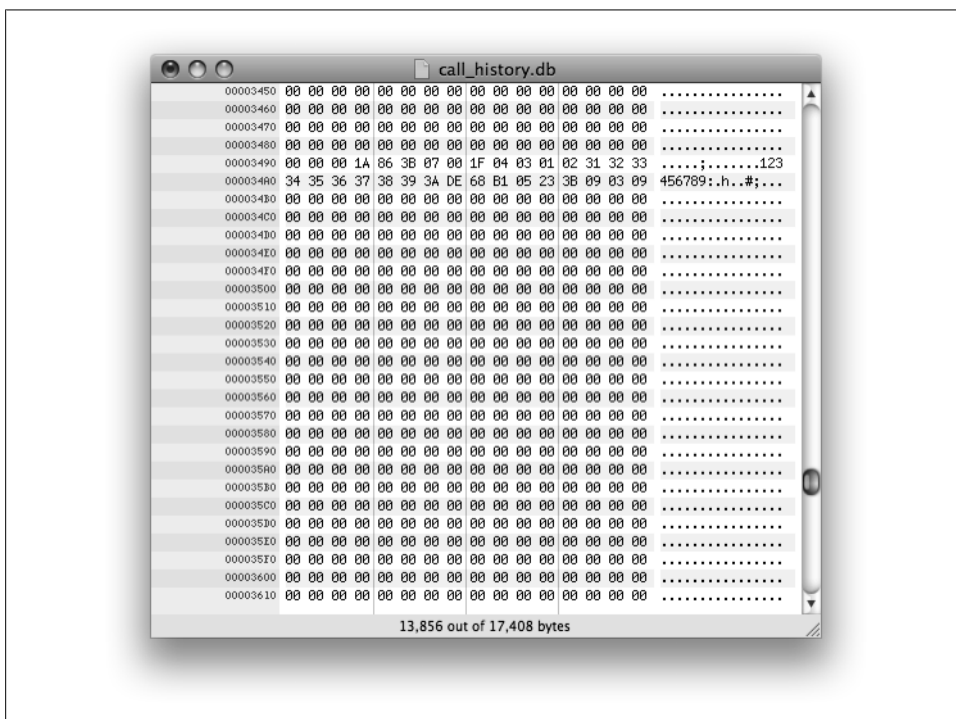 call_history.db
00003450 00 00 00 00 00 00 00 00 00 00 00 00 00 00 00 00 ................
00003460 00 00 00 00 00 00 00 00 00 00 00 00 00 00 00 00 ................
00003470 00 00 00 00 00 00 00 00 00 00 00 00 00 00 00 00 ................
00003480 00 00 00 00 00 00 00 00 00 00 00 00 00 00 00 00 ................
00003490 00 00 00 1A 86 3B 07 00 1F 04 03 01 02 31 32 33 .....;.......123
000034A0 34 35 36 37 38 39 3A DE 68 B1 05 23 3B 09 03 09 456789:.h..#;...
000034B0 00 00 00 00 00 00 00 00 00 00 00 00 00 00 00 00 ................
000034C0 00 00 00 00 00 00 00 00 00 00 00 00 00 00 00 00 ................
000034D0 00 00 00 00 00 00 00 00 00 00 00 00 00 00 00 00 ................
000034E0 00 00 00 00 00 00 00 00 00 00 00 00 00 00 00 00 ................
000034F0 00 00 00 00 00 00 00 00 00 00 00 00 00 00 00 00 ................
00003500 00 00 00 00 00 00 00 00 00 00 00 00 00 00 00 00 ................
00003510 00 00 00 00 00 00 00 00 00 00 00 00 00 00 00 00 ................
00003520 00 00 00 00 00 00 00 00 00 00 00 00 00 00 00 00 ................
00003530 00 00 00 00 00 00 00 00 00 00 00 00 00 00 00 00 ................
00003540 00 00 00 00 00 00 00 00 00 00 00 00 00 00 00 00 ................
00003550 00 00 00 00 00 00 00 00 00 00 00 00 00 00 00 00 ................
00003560 00 00 00 00 00 00 00 00 00 00 00 00 00 00 00 00 ................
00003570 00 00 00 00 00 00 00 00 00 00 00 00 00 00 00 00 ................
00003580 00 00 00 00 00 00 00 00 00 00 00 00 00 00 00 00 ................
00003590 00 00 00 00 00 00 00 00 00 00 00 00 00 00 00 00 ................
000035A0 00 00 00 00 00 00 00 00 00 00 00 00 00 00 00 00 ................
000035B0 00 00 00 00 00 00 00 00 00 00 00 00 00 00 00 00 ................
000035C0 00 00 00 00 00 00 00 00 00 00 00 00 00 00 00 00 ................
000035D0 00 00 00 00 00 00 00 00 00 00 00 00 00 00 00 00 ................
000035E0 00 00 00 00 00 00 00 00 00 00 00 00 00 00 00 00 ................
000035F0 00 00 00 00 00 00 00 00 00 00 00 00 00 00 00 00 ................
00003600 00 00 00 00 00 00 00 00 00 00 00 00 00 00 00 00 ................
00003610 00 00 00 00 00 00 00 00 00 00 00 00 00 00 00 00 ................
13,856 out of 17,408 bytes